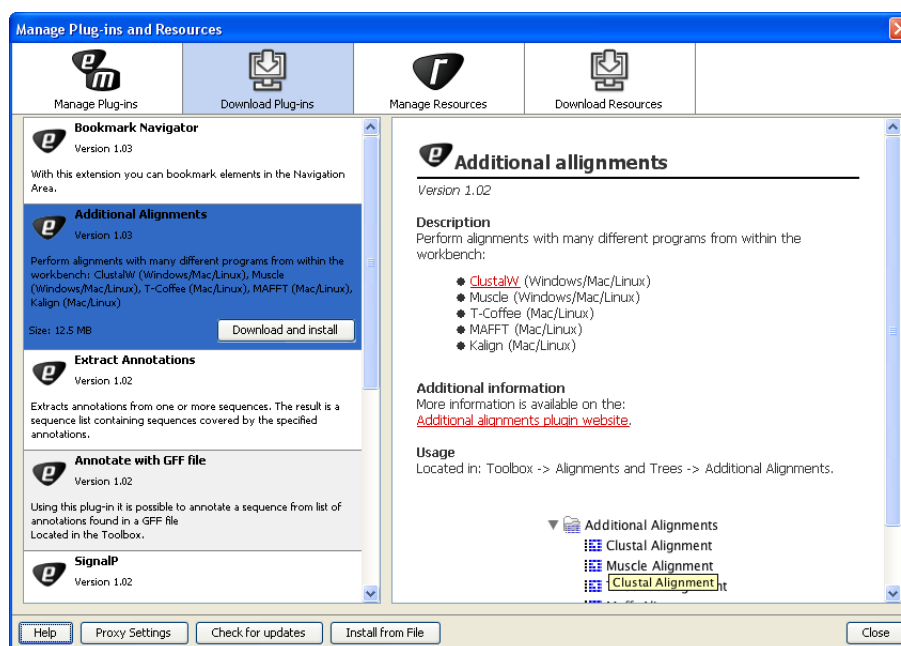 Manage Plug-ins and Resources
Manage Plug-ins
Download Plug-ins
Manage Resources
Download Resources
Bookmark Navigator
Version 1.03
With this extension you can bookmark elements in the Navigation
Area.
Additional Alignments
Version 1.03
Perform alignments with many different programs from within the
workbench: ClustalW (Windows/Mac/Linux), Muscle
(Windows/Mac/Linux), T-Coffee (Mac/Linux), MAFFT (Mac/Linux),
Kalign (Mac/Linux)
Size: 12.5 MB
Download and install
Extract Annotations
Version 1.02
Extracts annotations from one or more sequences. The result is a
sequence list containing sequences covered by the specified
annotations.
Annotate with GFF file
Version 1.02
Using this plug-in it is possible to annotate a sequence from list of
annotations found in a GFF file
Located in the Toolbox.
SignalP
Version 1.02
Additional allignments
Version 1.02
Description
Perform alignments with many different programs from within the
workbench:
ClustalW (Windows/Mac/Linux)
Muscle (Windows/Mac/Linux)
T-Coffee (Mac/Linux)
MAFFT (Mac/Linux)
Kalign (Mac/Linux)
Additional information
More information is available on the:
Additional alignments plugin website.
Usage
Located in: Toolbox -> Alignments and Trees -> Additional Alignments.
Additional Alignments
Clustal Alignment
Muscle Alignment
Clustal Alignment
Help
Proxy Settings
Check for updates
Install from File
Close